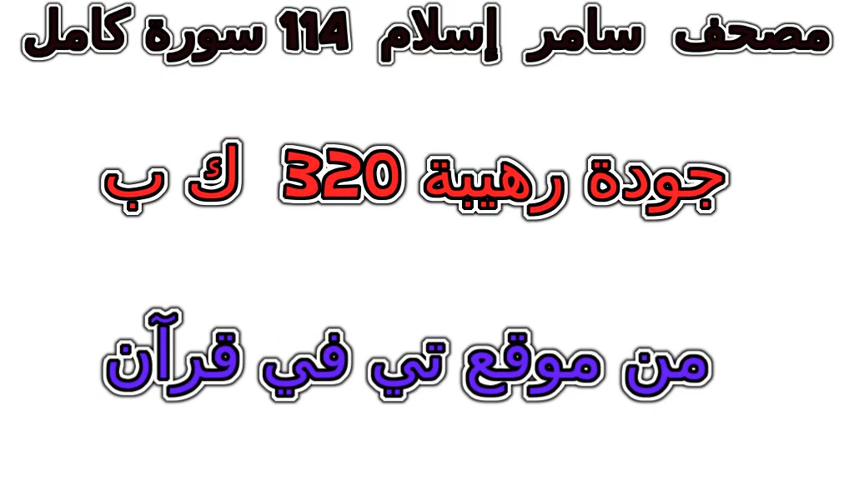 مصحف سامر إسلام 114 سورة كامل
جودة رهيبة 320 ك ب
من موقع تي في قرآن